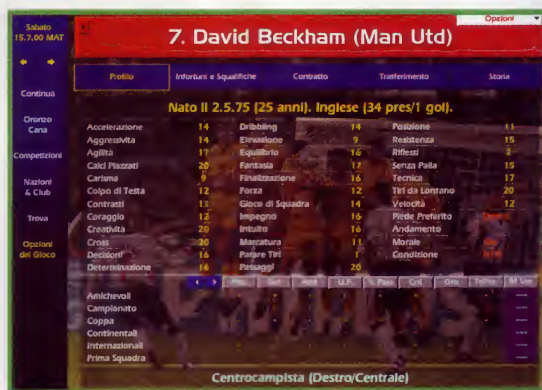 Sabato
15.7.00 MAT
7. David Beckham (Man Utd)
Opzioni
Profilo Infortuni e Squalifiche Contratto Trasferimento Storia
Continua
Oronzo
Cana
Competizioni
Nazioni
& Club
Trova
Opzioni
del Gioco
Nato Il 2.5.75 (25 anni). Inglese (34 pres/1 gol).
Accelerazione 14 Dribbling 14 Posizione 11
Aggressivita 14 Elevazione 9 Resistenza 15
Agilita 17 Equilibrio 16 Riflessi
Calci Piazzati 20 Fantasia 17 Senza Palla 15
Carisma 9 Finalizzazione 16 Tecnica 17
Colpo di Testa 12 Forza 12 Tiri da Lontano 20
Contrasti 13 Gioco di Squadra 14 Velocità 12
Coraggio 12 Impegno 16 Piede Preferito
Creatività 20 Intuito 16 Andamento
Cross 20 Marcatura 11 Morale
Decisioni 16 Parare Tiri 1 Condizione
Determinazione 16 Passaggi 20
Amichevoli
Campionato
Coppa
Continentali
Internazionali
Prima Squadra
Centrocampista (Destro/Centrale)